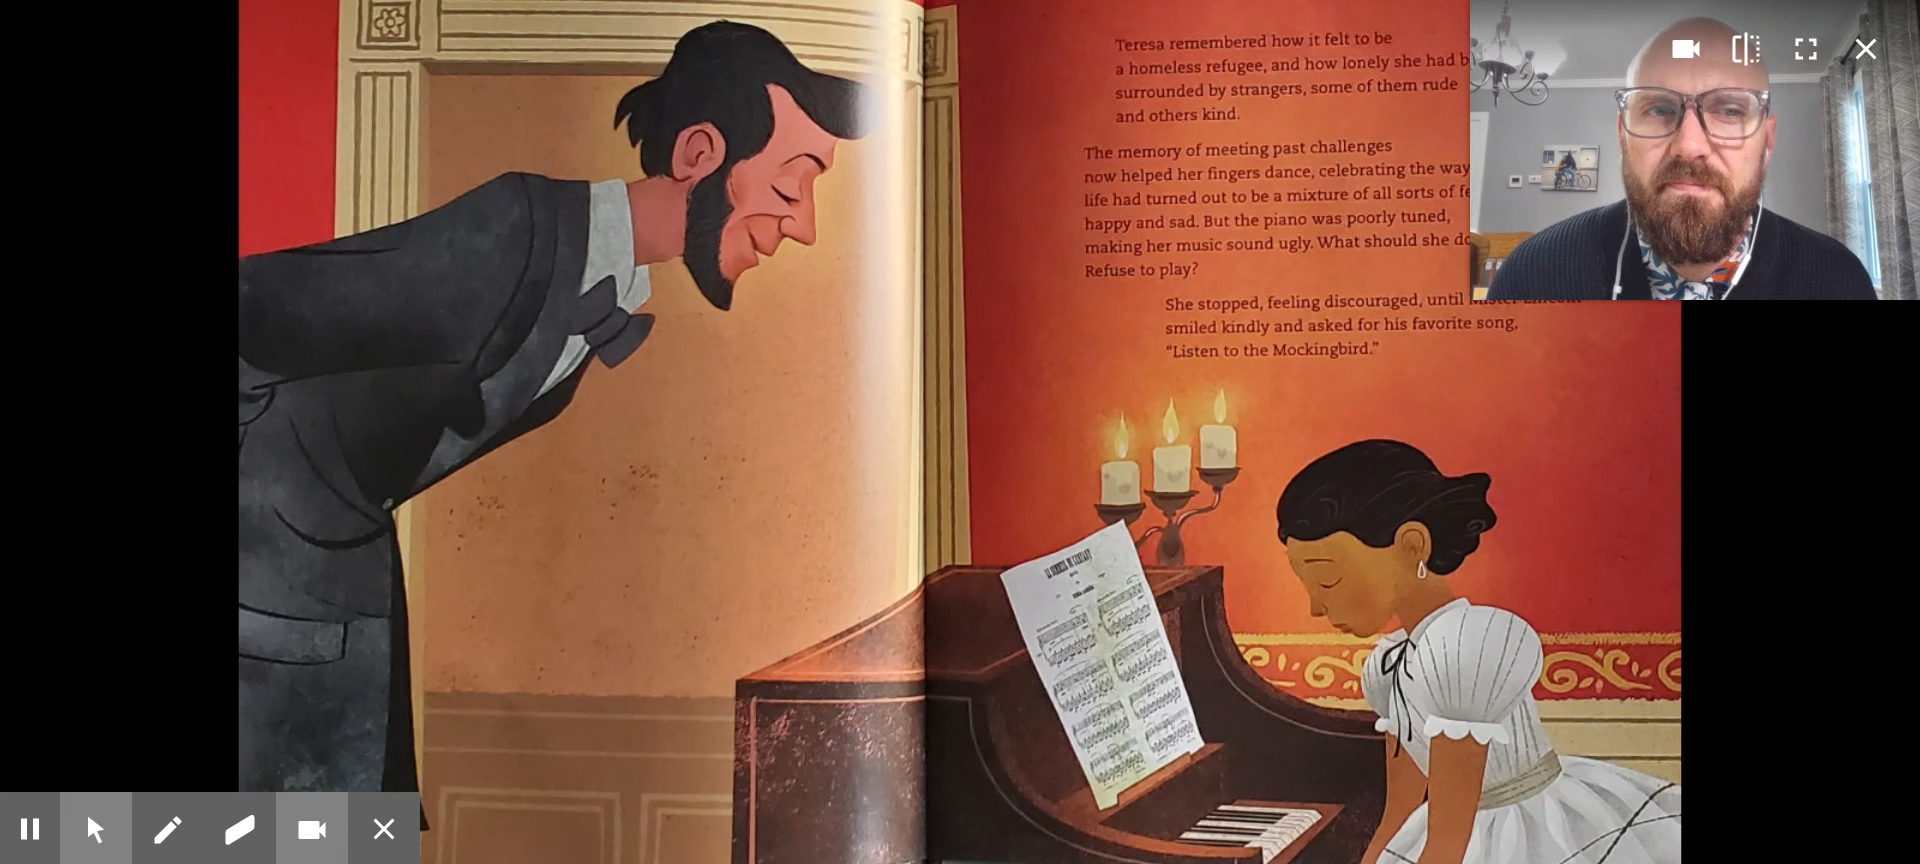 Teresa remembered how it felt to be
a homeless refugee, and how lonely she had b
surrounded by strangers, some of them rude
and others kind.
The memory of meeting past challenges
now helped her fingers dance, celebrating the way
life had turned out to be a mixture of all sorts of fe
happy and sad. But the piano was poorly tuned,
making her music sound ugly. What should she do
Refuse to play?
She stopped, feeling discouraged, until
smiled kindly and asked for his favorite song,
“Listen to the Mockingbird.”